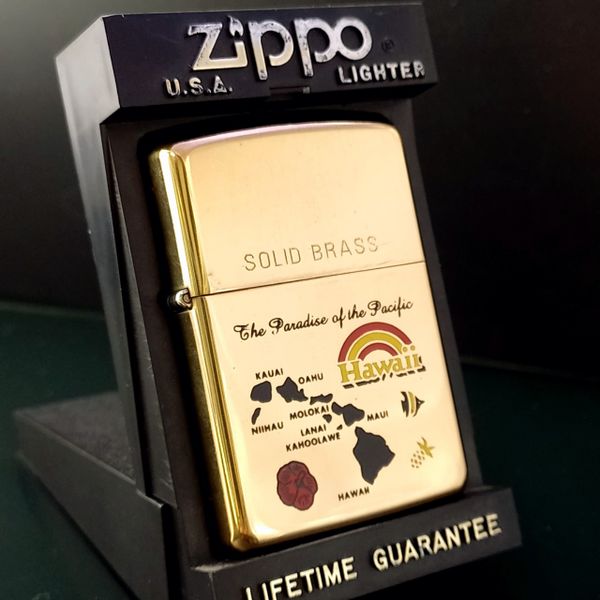 zippo
U.S.A. LIGHTER
SOLID BRASS
The Paradise of the Pacific
Hawaii
KAUAI
OAHU
MOLOKAI
NIIHAU
MAUI
LANAI
KAHOOLAWE
HAWAII
LIFETIME GUARANTEE